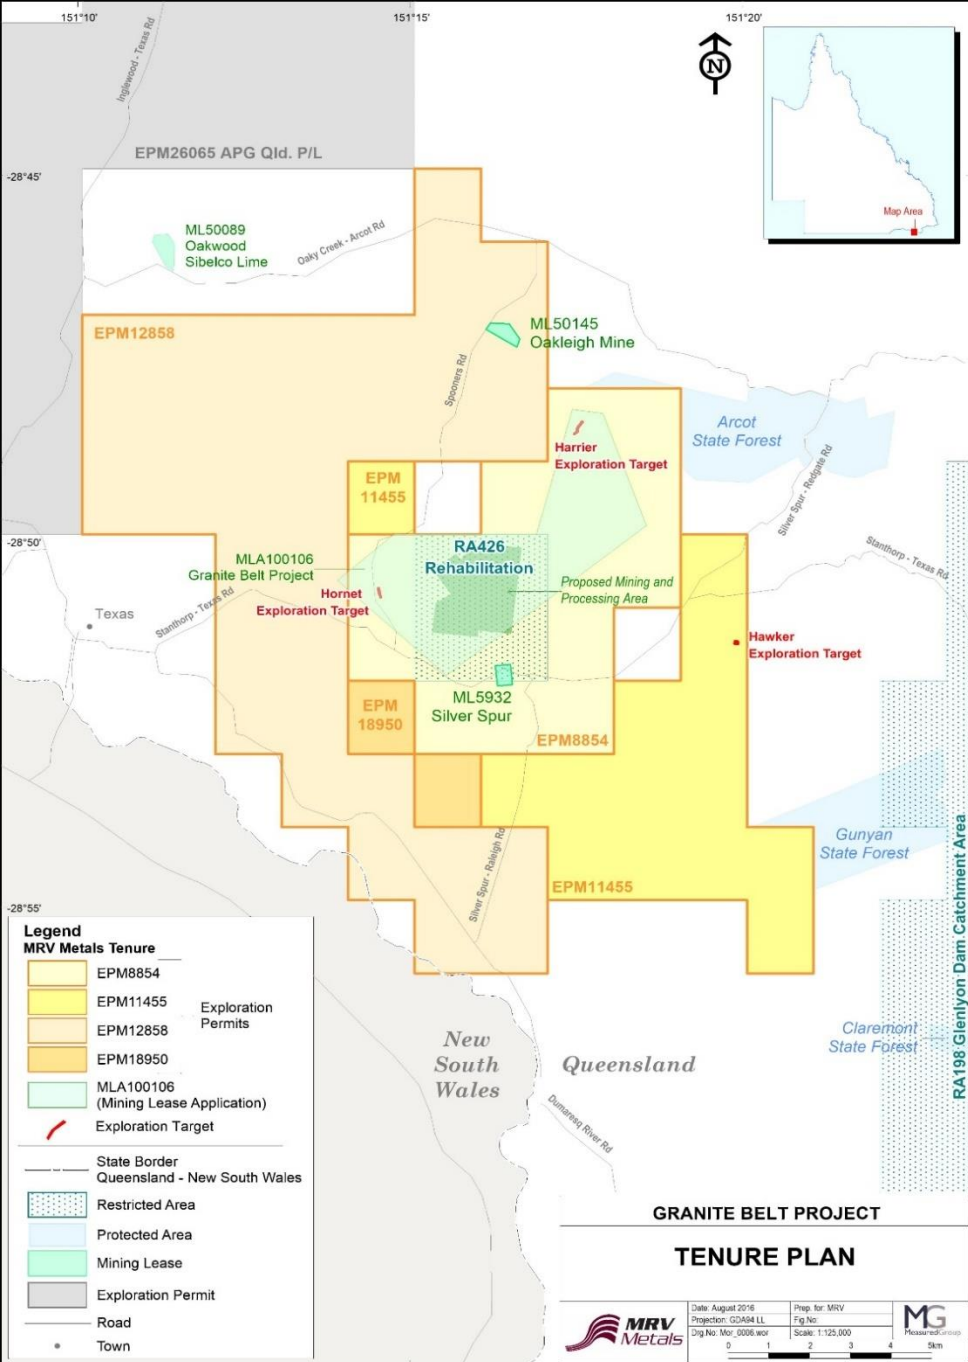 151°10'
151°15'
151°20'
Inglewood - Texas Rd
N
EPM26065 APG Qld. P/L
-28°45'
Map Area
ML50089
Oakwood
Sibelco Lime
Oaky Creek - Arcot Rd
EPM12858
ML50145
Oakleigh Mine
Spooners Rd
Arcot
State Forest
Harrier
Exploration Target
Silver Spur - Redgate Rd
EPM
11455
-28°50'
RA426
Rehabilitation
Stanthorp - Texas Rd
MLA100106
Granite Belt Project
Proposed Mining and
Processing Area
Hornet
Exploration Target
Texas
Stanthorp - Texas Rd
Hawker
Exploration Target
ML5932
Silver Spur
EPM
18950
EPM8854
Gunyan
State Forest
Silver Spur - Raleigh Rd
EPM11455
-28°55'
RA198 Glenlyon Dam Catchment Area
Claremont
State Forest
New
South
Wales
Queensland
Dumaresq River Rd
Legend
MRV Metals Tenure
EPM8854
EPM11455
Exploration
Permits
EPM12858
EPM18950
MLA100106
(Mining Lease Application)
Exploration Target
State Border
Queensland - New South Wales
Restricted Area
Protected Area
Mining Lease
Exploration Permit
Road
Town
GRANITE BELT PROJECT
TENURE PLAN
MRV
Metals
Date: August 2016
Prep. for: MRV
Projection: GDA94 LL
Fig.No:
Drg.No: Mor_0006.wor
Scale: 1:125,000
MG
MeasuredGroup
0 1 2 3 4 5km